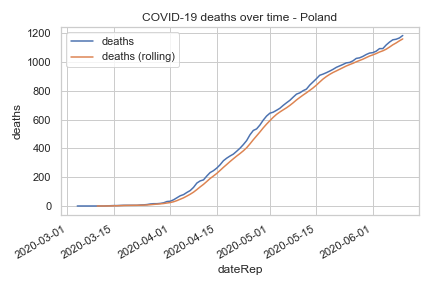 COVID-19 deaths over time - Poland
deaths
deaths (rolling)
1200
1000
800
600
400
200
0
deaths
2020-03-01
2020-03-15
2020-04-01
2020-04-15
2020-05-01
2020-05-15
2020-06-01
dateRep